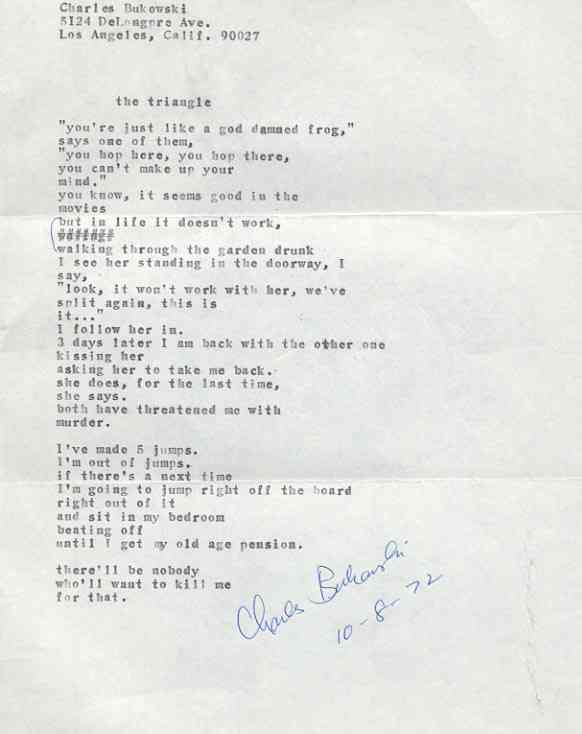 Charles Bukowski
5124 DeLongpre Ave.
Los Angeles, Calif. 90027
the triangle
"you're just like a god damned frog,"
says one of them,
"you hop here, you hop there,
you can't make up your
mind."
you know, it seems good in the
movies
but in life it doesn't work,
walking through the garden drunk
I see her standing in the doorway, I
say,
"look, it won't work with her, we've
split again, this is
it..."
I follow her in.
3 days later I am back with the other one
kissing her
asking her to take me back.
she does, for the last time,
she says.
both have threatened me with
murder.
I've made 5 jumps.
I'm out of jumps.
if there's a next time
I'm going to jump right off the board
right out of it
and sit in my bedroom
beating off
until I get my old age pension.
there'll be nobody
who'll want to kill me
for that.
Charles Bukowski
10-8-72